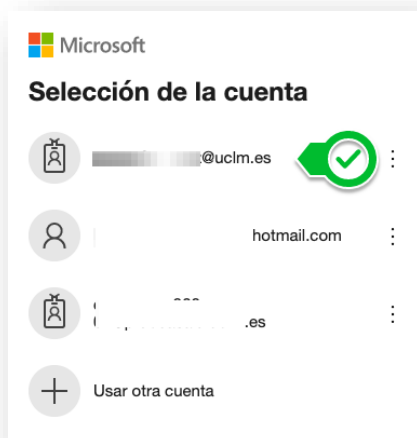 Microsoft
Selección de la cuenta
@uclm.es
hotmail.com
.es
Usar otra cuenta